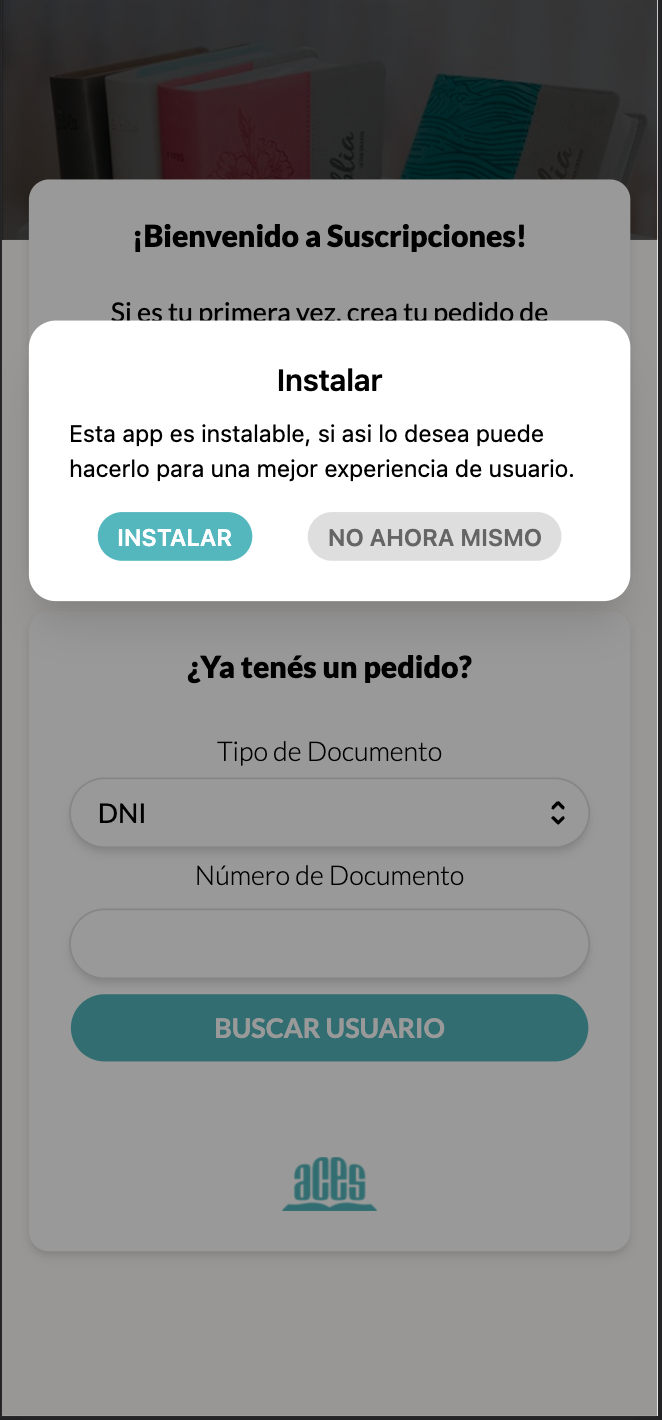 ¡Bienvenido a Suscripciones!
Si es tu primera vez, crea tu pedido de
Instalar
Esta app es instalable, si asi lo desea puede
hacerlo para una mejor experiencia de usuario.
INSTALAR
NO AHORA MISMO
¿Ya tenés un pedido?
Tipo de Documento
DNI
Número de Documento
BUSCAR USUARIO
aces